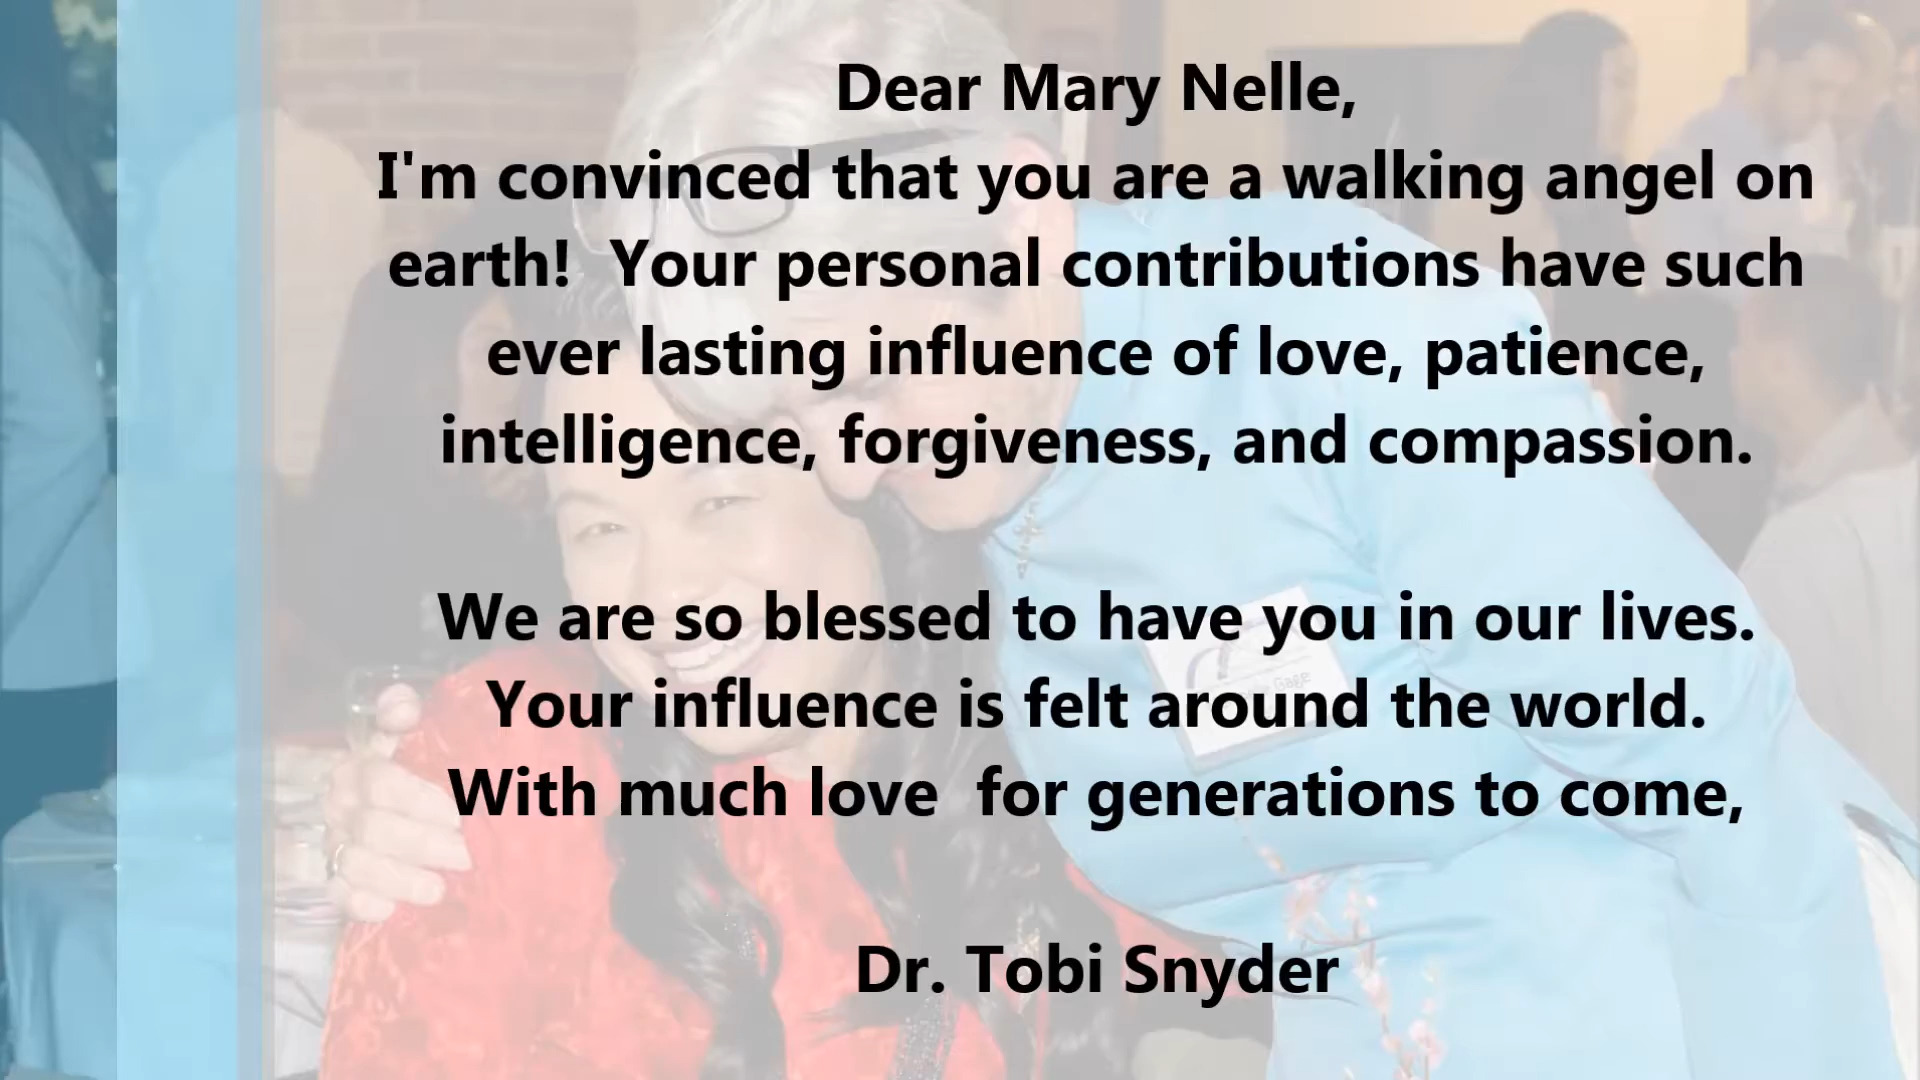 Dear Mary Nelle,
I'm convinced that you are a walking angel on
earth!  Your personal contributions have such
ever lasting influence of love, patience,
intelligence, forgiveness, and compassion.
We are so blessed to have you in our lives.
Your influence is felt around the world.
With much love  for generations to come,
Dr. Tobi Snyder